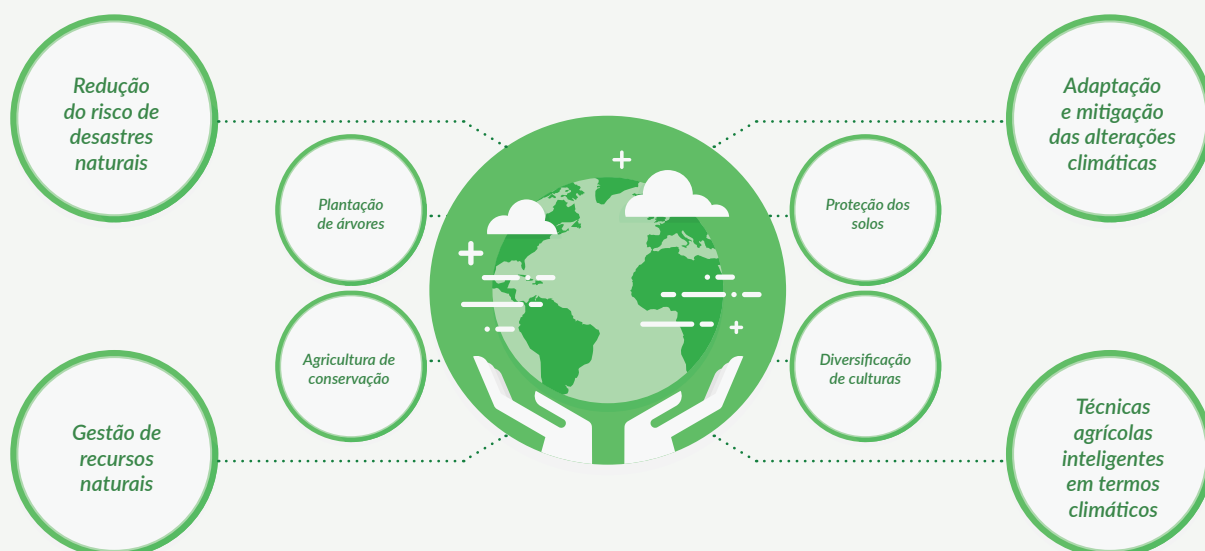 Redução
do risco de
desastres
naturais
Adaptação
e mitigação
das alterações
climáticas
Plantação
de árvores
Proteção dos
solos
Agricultura de
conservação
Diversificação
de culturas
Gestão de
recursos
naturais
Técnicas
agrícolas
inteligentes
em termos
climáticos